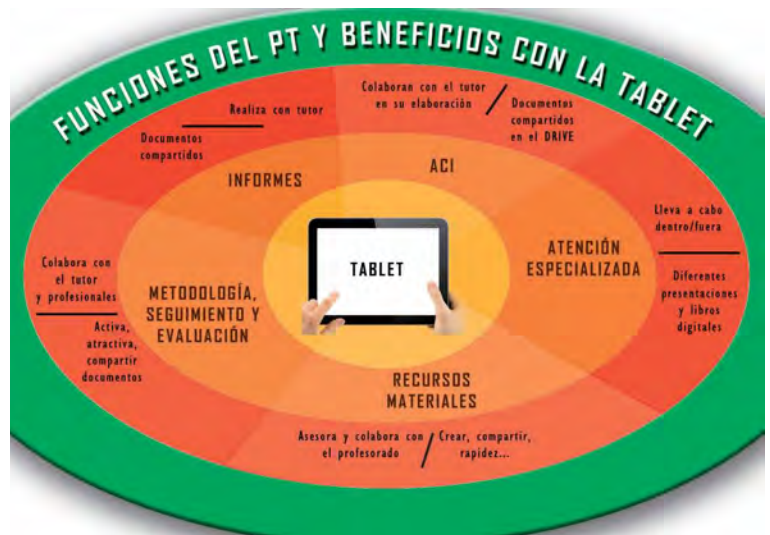 FUNCIONES DEL PT Y BENEFICIOS CON LA TABLET
Realiza con tutor
Documentos
compartidos
INFORMES
Colaboran con el tutor
en su elaboración
Documentos
compartidos
en el DRIVE
ACI
Lleva a cabo
dentro/fuera
Diferentes
presentaciones
y libros
digitales
ATENCIÓN
ESPECIALIZADA
TABLET
Colabora con
el tutor
y profesionales
Activa,
atractiva,
compartir
documentos
METODOLOGÍA,
SEGUIMIENTO Y
EVALUACIÓN
RECURSOS
MATERIALES
Asesora y colabora con
el profesorado
Crear, compartir,
rapidez...